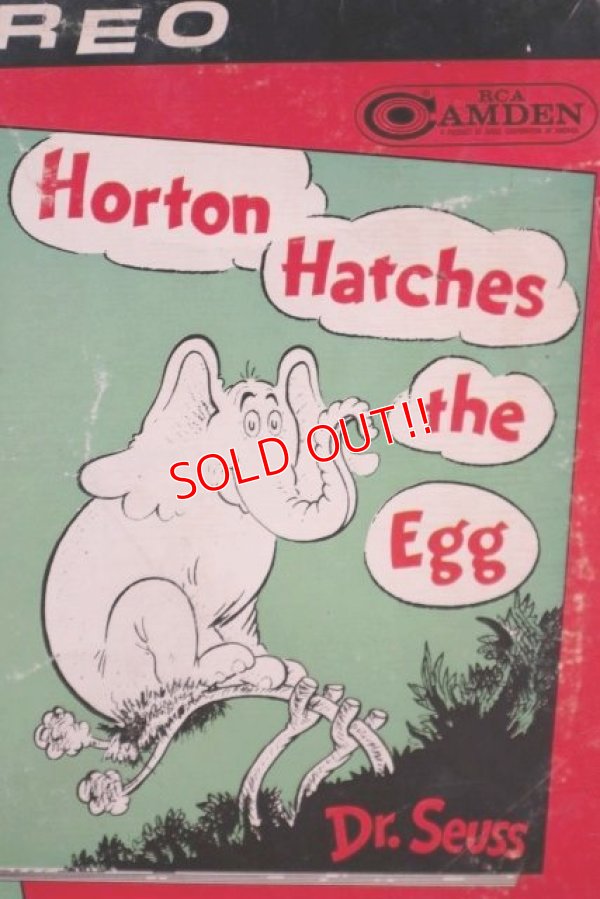 REO
RCA
CAMDEN
Horton
Hatches
the
SOLD OUT!!
Egg
Dr. Seuss